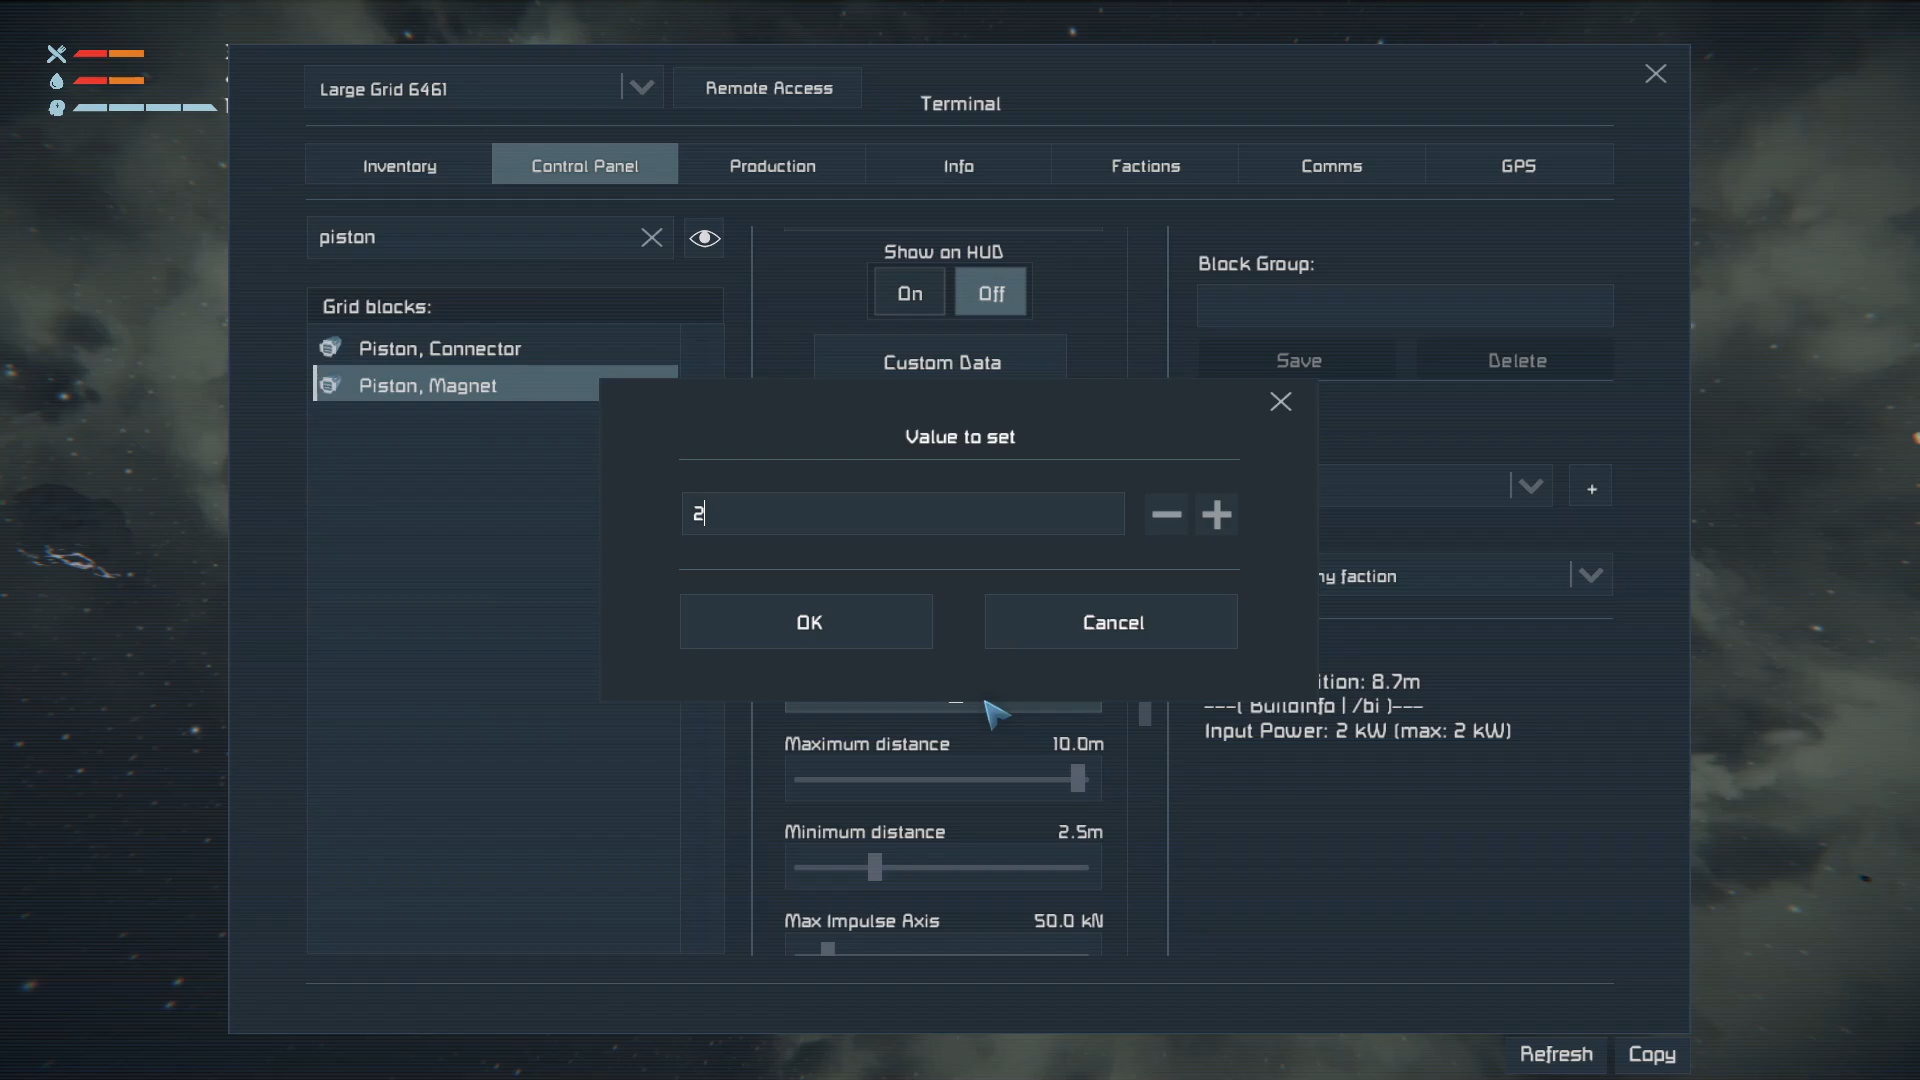 Large Grid 6461
Remote Access
Terminal
Inventory
Control Panel
Production
Info
Factions
Comms
GPS
piston
Grid blocks:
Piston, Connector
Piston, Magnet
Show on HUD
On
Off
Custom Data
Block Group:
Save
Delete
Value to set
2
OK
Cancel
+
faction
8.7m
---( BuildInfo | /bi )---
Input Power: 2 kW (max: 2 kW)
Maximum distance 10.0m
Minimum distance 2.5m
Max Impulse Axis 50.0 kN
Refresh
Copy